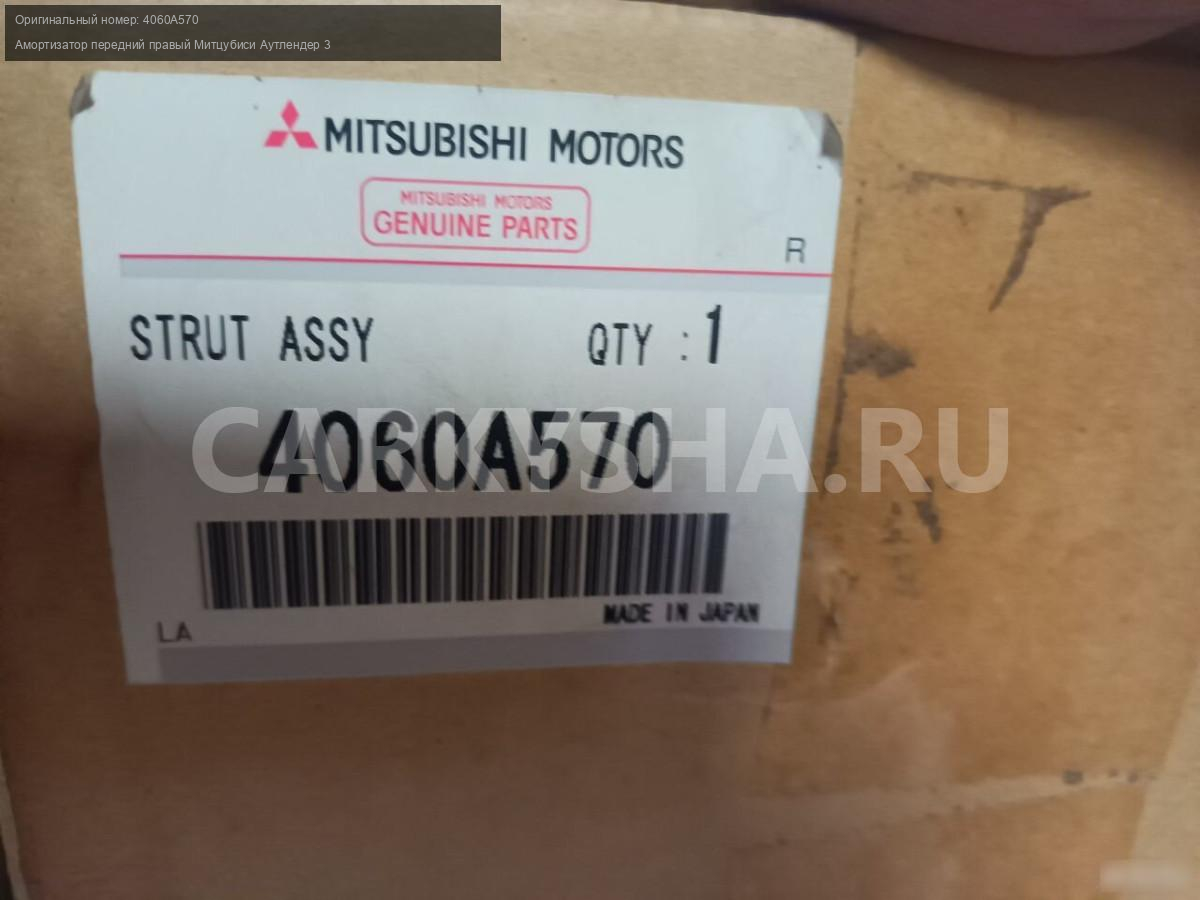 Оригинальный номер: 4060A570
Амортизатор передний правый Митцубиси Аутлендер 3
MITSUBISHI MOTORS
MITSUBISHI MOTORS
GENUINE PARTS
R
STRUT ASSY QTY : 1
4060A570
CARKYSHA.RU
MADE IN JAPAN
LA